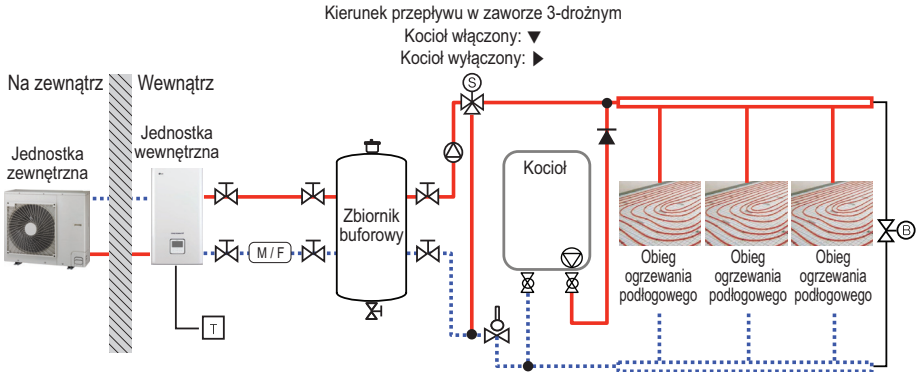 Kierunek przepływu w zaworze 3-drożnym
Kocioł włączony: ▼
Kocioł wyłączony: ▶
Na zewnątrz
Wewnątrz
S
Jednostka
zewnętrzna
Jednostka
wewnętrzna
Zbiornik
buforowy
Kocioł
M / F
T
B
Obieg
ogrzewania
podłogowego
Obieg
ogrzewania
podłogowego
Obieg
ogrzewania
podłogowego